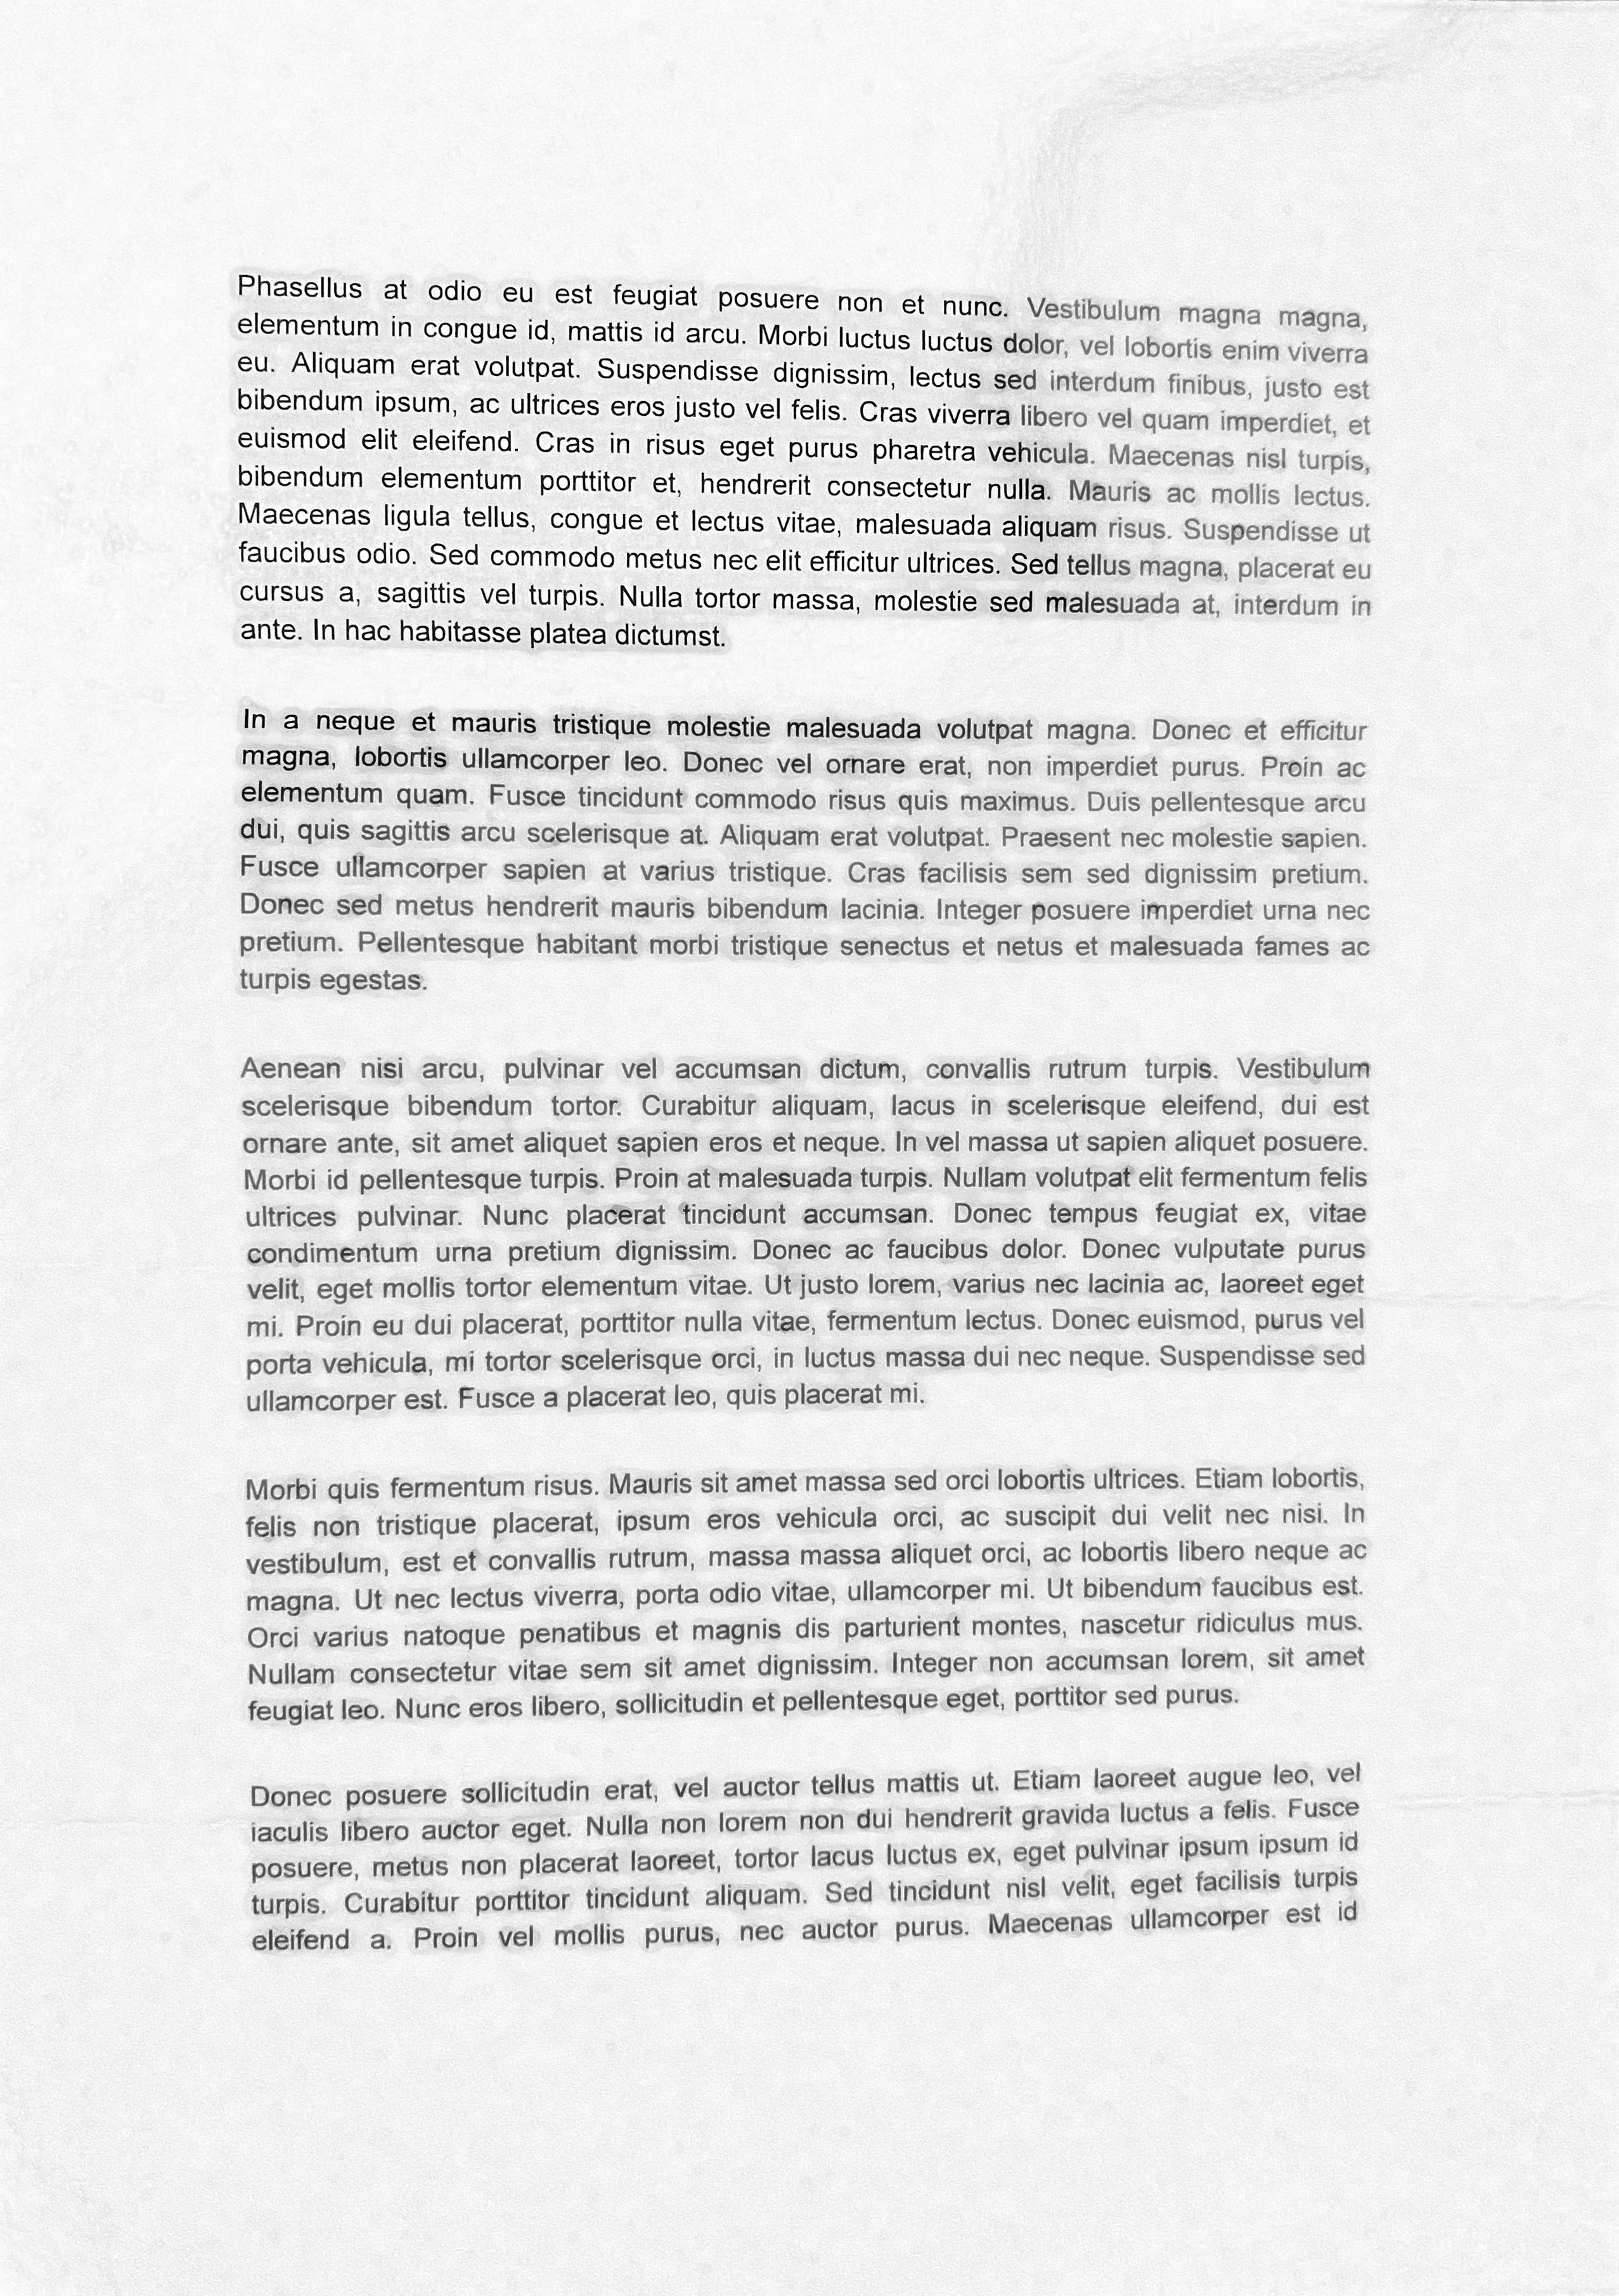 Phasellus at odio eu est feugiat posuere non et nunc. Vestibulum magna magna,
elementum in congue id, mattis id arcu. Morbi luctus luctus dolor, vel lobortis enim viverra
eu. Aliquam erat volutpat. Suspendisse dignissim, lectus sed interdum finibus, justo est
bibendum ipsum, ac ultrices eros justo vel felis. Cras viverra libero vel quam imperdiet, et
euismod elit eleifend. Cras in risus eget purus pharetra vehicula. Maecenas nisl turpis,
bibendum elementum porttitor et, hendrerit consectetur nulla. Mauris ac mollis lectus.
Maecenas ligula tellus, congue et lectus vitae, malesuada aliquam risus. Suspendisse ut
faucibus odio. Sed commodo metus nec elit efficitur ultrices. Sed tellus magna, placerat eu
cursus a, sagittis vel turpis. Nulla tortor massa, molestie sed malesuada at, interdum in
ante. In hac habitasse platea dictumst.
In a neque et mauris tristique molestie malesuada volutpat magna. Donec et efficitur
magna, lobortis ullamcorper leo. Donec vel ornare erat, non imperdiet purus. Proin ac
elementum quam. Fusce tincidunt commodo risus quis maximus. Duis pellentesque arcu
dui, quis sagittis arcu scelerisque at. Aliquam erat volutpat. Praesent nec molestie sapien.
Fusce ullamcorper sapien at varius tristique. Cras facilisis sem sed dignissim pretium.
Donec sed metus hendrerit mauris bibendum lacinia. Integer posuere imperdiet urna nec
pretium. Pellentesque habitant morbi tristique senectus et netus et malesuada fames ac
turpis egestas.
Aenean nisi arcu, pulvinar vel accumsan dictum, convallis rutrum turpis. Vestibulum
scelerisque bibendum tortor. Curabitur aliquam, lacus in scelerisque eleifend, dui est
ornare ante, sit amet aliquet sapien eros et neque. In vel massa ut sapien aliquet posuere.
Morbi id pellentesque turpis. Proin at malesuada turpis. Nullam volutpat elit fermentum felis
ultrices pulvinar. Nunc placerat tincidunt accumsan. Donec tempus feugiat ex, vitae
condimentum urna pretium dignissim. Donec ac faucibus dolor. Donec vulputate purus
velit, eget mollis tortor elementum vitae. Ut justo lorem, varius nec lacinia ac, laoreet eget
mi. Proin eu dui placerat, porttitor nulla vitae, fermentum lectus. Donec euismod, purus vel
porta vehicula, mi tortor scelerisque orci, in luctus massa dui nec neque. Suspendisse sed
ullamcorper est. Fusce a placerat leo, quis placerat mi.
Morbi quis fermentum risus. Mauris sit amet massa sed orci lobortis ultrices. Etiam lobortis,
felis non tristique placerat, ipsum eros vehicula orci, ac suscipit dui velit nec nisi. In
vestibulum, est et convallis rutrum, massa massa aliquet orci, ac lobortis libero neque ac
magna. Ut nec lectus viverra, porta odio vitae, ullamcorper mi. Ut bibendum faucibus est.
Orci varius natoque penatibus et magnis dis parturient montes, nascetur ridiculus mus.
Nullam consectetur vitae sem sit amet dignissim. Integer non accumsan lorem, sit amet
feugiat leo. Nunc eros libero, sollicitudin et pellentesque eget, porttitor sed purus.
Donec posuere sollicitudin erat, vel auctor tellus mattis ut. Etiam laoreet augue leo, vel
iaculis libero auctor eget. Nulla non lorem non dui hendrerit gravida luctus a felis. Fusce
posuere, metus non placerat laoreet, tortor lacus luctus ex, eget pulvinar ipsum ipsum id
turpis. Curabitur porttitor tincidunt aliquam. Sed tincidunt nisl velit, eget facilisis turpis
eleifend a. Proin vel mollis purus, nec auctor purus. Maecenas ullamcorper est id